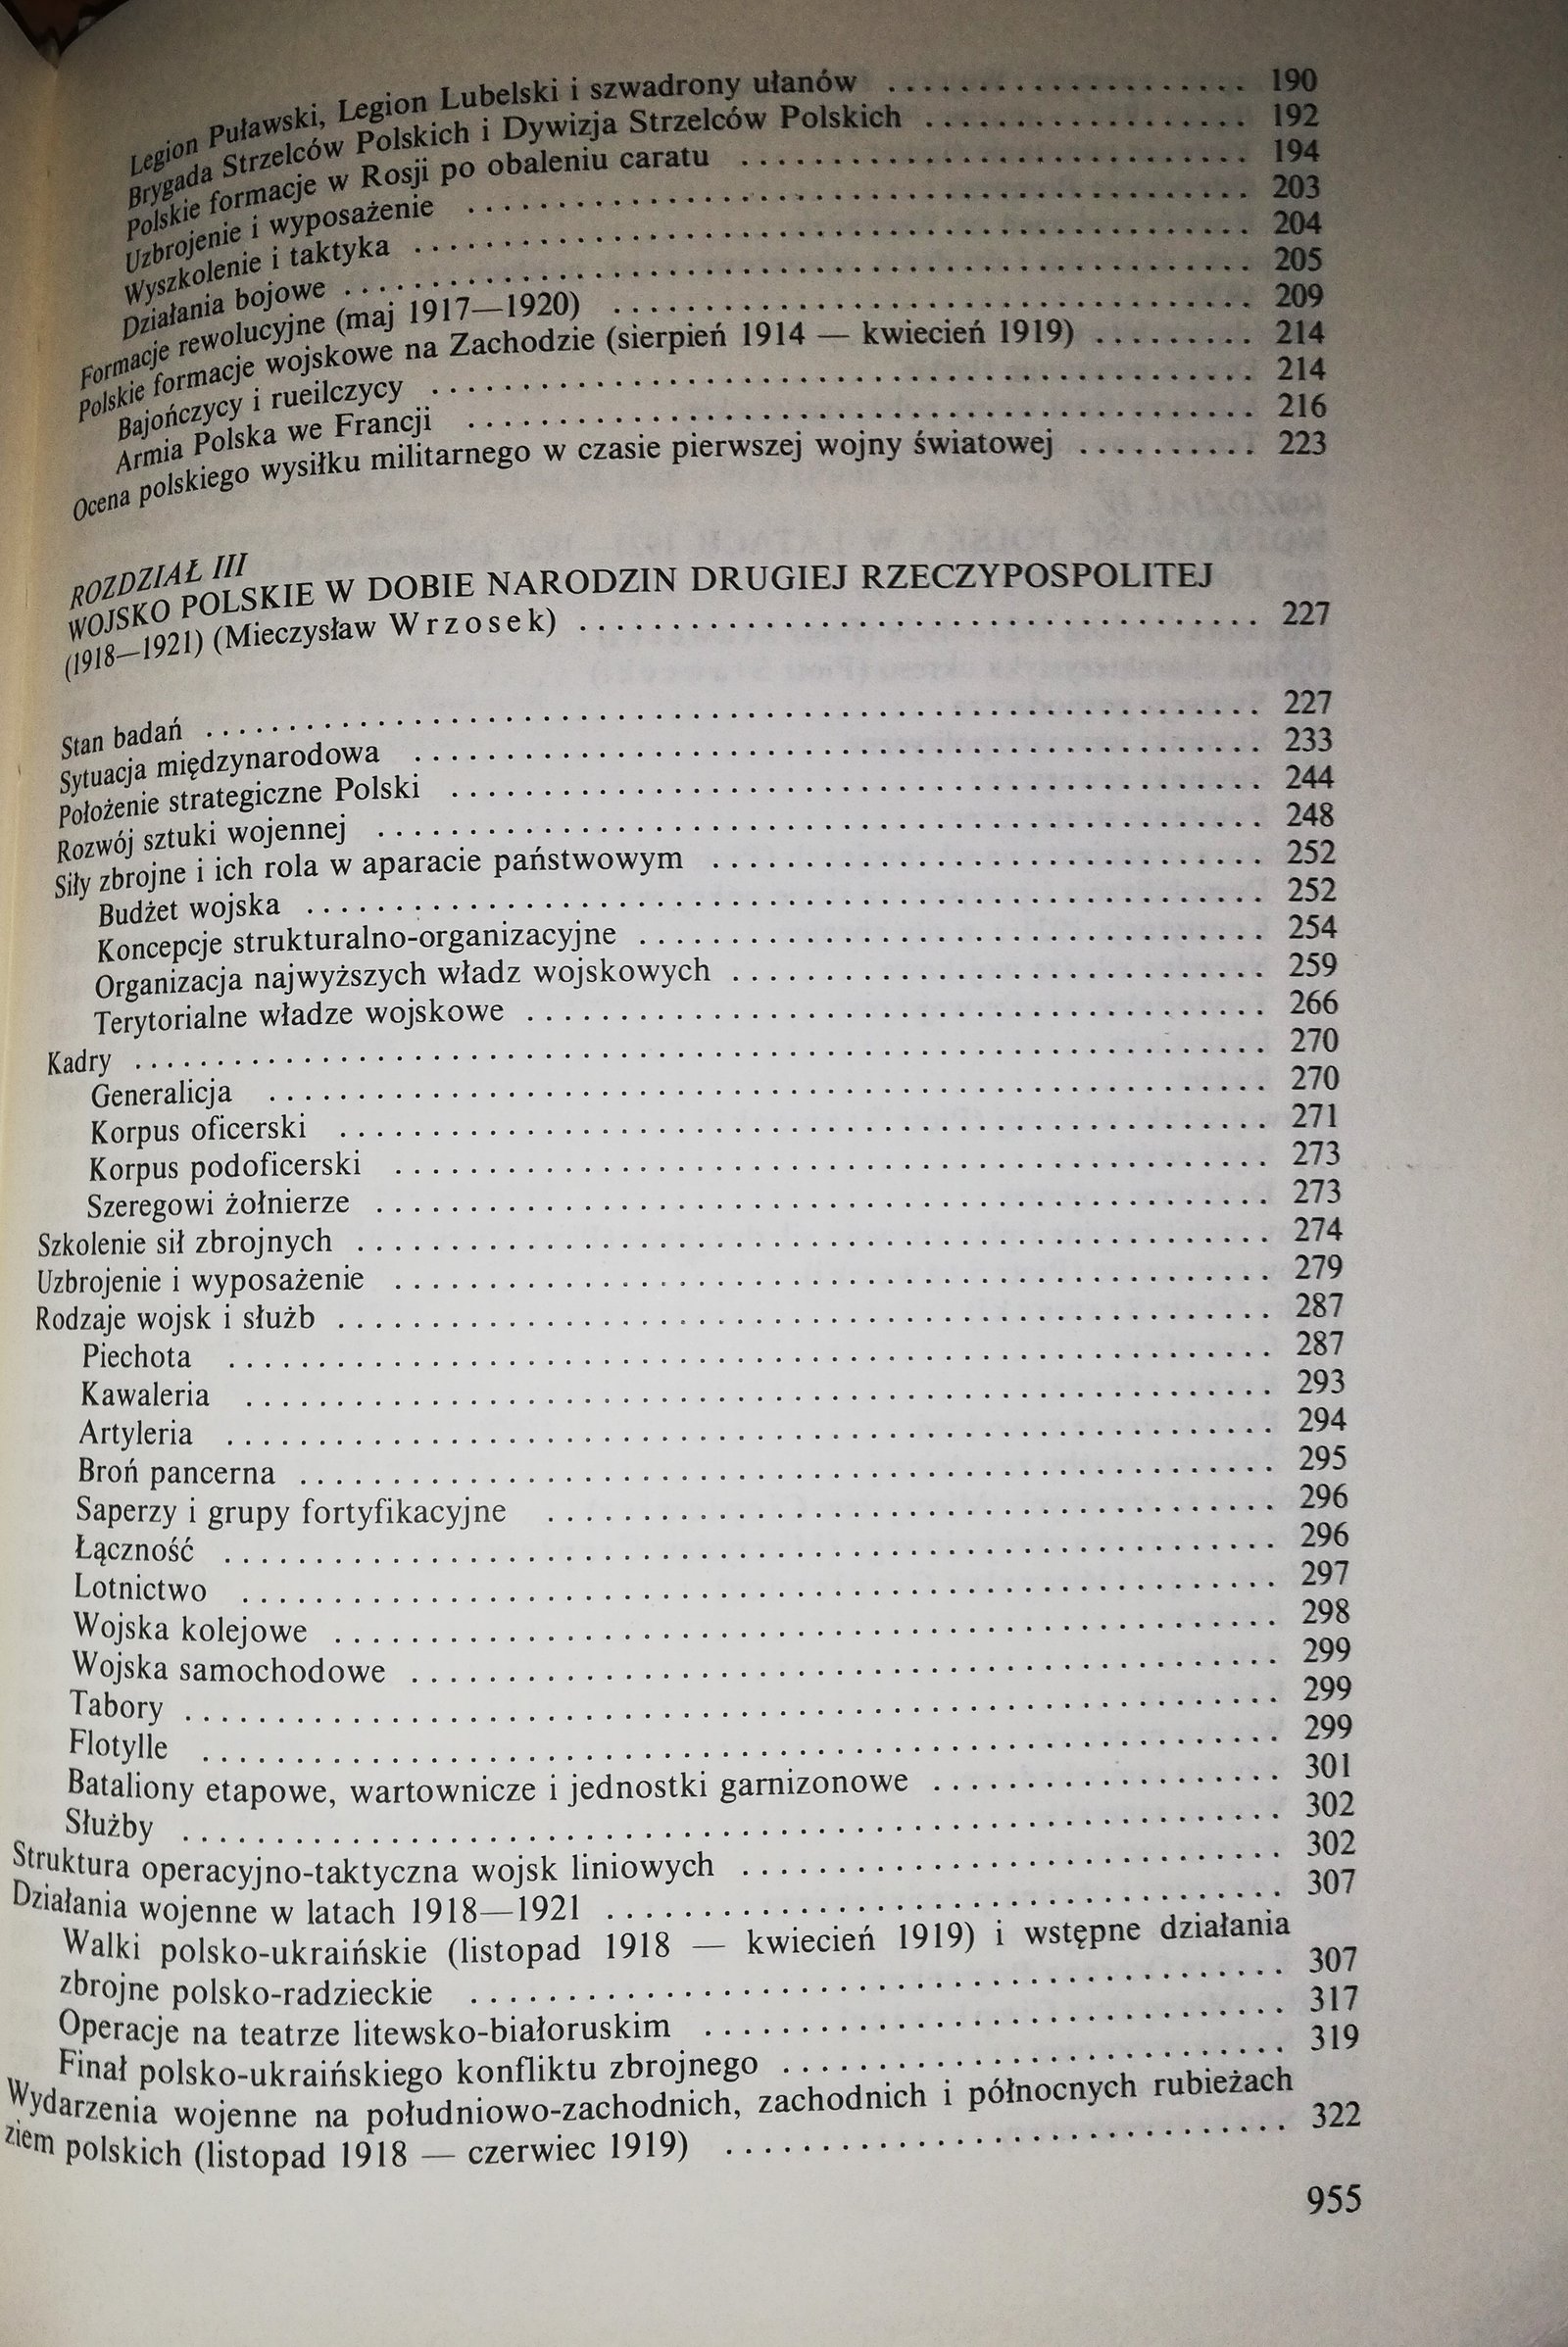 Legion Puławski, Legion Lubelski i szwadrony ułanów . . . . . . . . . . . . . . . . . . . . 190
Brygada Strzelców Polskich i Dywizja Strzelców Polskich . . . . . . . . . . . . . . . . . . 192
Polskie formacje w Rosji po obaleniu caratu . . . . . . . . . . . . . . . . . . . . 194
Uzbrojenie i wyposażenie . . . . . . . . . . . . . . . . . . . . 203
Wyszkolenie i taktyka . . . . . . . . . . . . . . . . . . . . 204
Działania bojowe . . . . . . . . . . . . . . . . . . . . 205
Formacje rewolucyjne (maj 1917—1920) . . . . . . . . . . . . . . . . . . . . 209
Polskie formacje wojskowe na Zachodzie (sierpień 1914 — kwiecień 1919) . . . . . . . . . 214
Bajończycy i rueilczycy . . . . . . . . . . . . . . . . . . . . 214
Armia Polska we Francji . . . . . . . . . . . . . . . . . . . . 216
Ocena polskiego wysiłku militarnego w czasie pierwszej wojny światowej . . . . . . . . . . 223
ROZDZIAŁ III
WOJSKO POLSKIE W DOBIE NARODZIN DRUGIEJ RZECZYPOSPOLITEJ
(1918—1921) (Mieczysław Wrzosek) . . . . . . . . . . . . . . . . . . . . 227
Stan badań . . . . . . . . . . . . . . . . . . . . 227
Sytuacja międzynarodowa . . . . . . . . . . . . . . . . . . . . 233
Położenie strategiczne Polski . . . . . . . . . . . . . . . . . . . . 244
Rozwój sztuki wojennej . . . . . . . . . . . . . . . . . . . . 248
Siły zbrojne i ich rola w aparacie państwowym . . . . . . . . . . . . . . . . . . . . 252
Budżet wojska . . . . . . . . . . . . . . . . . . . . 252
Koncepcje strukturalno-organizacyjne . . . . . . . . . . . . . . . . . . . . 254
Organizacja najwyższych władz wojskowych . . . . . . . . . . . . . . . . . . . . 259
Terytorialne władze wojskowe . . . . . . . . . . . . . . . . . . . . 266
Kadry . . . . . . . . . . . . . . . . . . . . 270
Generalicja . . . . . . . . . . . . . . . . . . . . 270
Korpus oficerski . . . . . . . . . . . . . . . . . . . . 271
Korpus podoficerski . . . . . . . . . . . . . . . . . . . . 273
Szeregowi żołnierze . . . . . . . . . . . . . . . . . . . . 273
Szkolenie sił zbrojnych . . . . . . . . . . . . . . . . . . . . 274
Uzbrojenie i wyposażenie . . . . . . . . . . . . . . . . . . . . 279
Rodzaje wojsk i służb . . . . . . . . . . . . . . . . . . . . 287
Piechota . . . . . . . . . . . . . . . . . . . . 287
Kawaleria . . . . . . . . . . . . . . . . . . . . 293
Artyleria . . . . . . . . . . . . . . . . . . . . 294
Broń pancerna . . . . . . . . . . . . . . . . . . . . 295
Saperzy i grupy fortyfikacyjne . . . . . . . . . . . . . . . . . . . . 296
Łączność . . . . . . . . . . . . . . . . . . . . 296
Lotnictwo . . . . . . . . . . . . . . . . . . . . 297
Wojska kolejowe . . . . . . . . . . . . . . . . . . . . 298
Wojska samochodowe . . . . . . . . . . . . . . . . . . . . 299
Tabory . . . . . . . . . . . . . . . . . . . . 299
Flotylle . . . . . . . . . . . . . . . . . . . . 299
Bataliony etapowe, wartownicze i jednostki garnizonowe . . . . . . . . . . . . . . . . . . 301
Służby . . . . . . . . . . . . . . . . . . . . 302
Struktura operacyjno-taktyczna wojsk liniowych . . . . . . . . . . . . . . . . . . . . 302
Działania wojenne w latach 1918—1921 . . . . . . . . . . . . . . . . . . . . 307
Walki polsko-ukraińskie (listopad 1918 — kwiecień 1919) i wstępne działania
zbrojne polsko-radzieckie . . . . . . . . . . . . . . . . . . . . 307
Operacje na teatrze litewsko-białoruskim . . . . . . . . . . . . . . . . . . . . 317
Finał polsko-ukraińskiego konfliktu zbrojnego . . . . . . . . . . . . . . . . . . . . 319
Wydarzenia wojenne na południowo-zachodnich, zachodnich i północnych rubieżach
ziem polskich (listopad 1918 — czerwiec 1919) . . . . . . . . . . . . . . . . . . . . 322
955